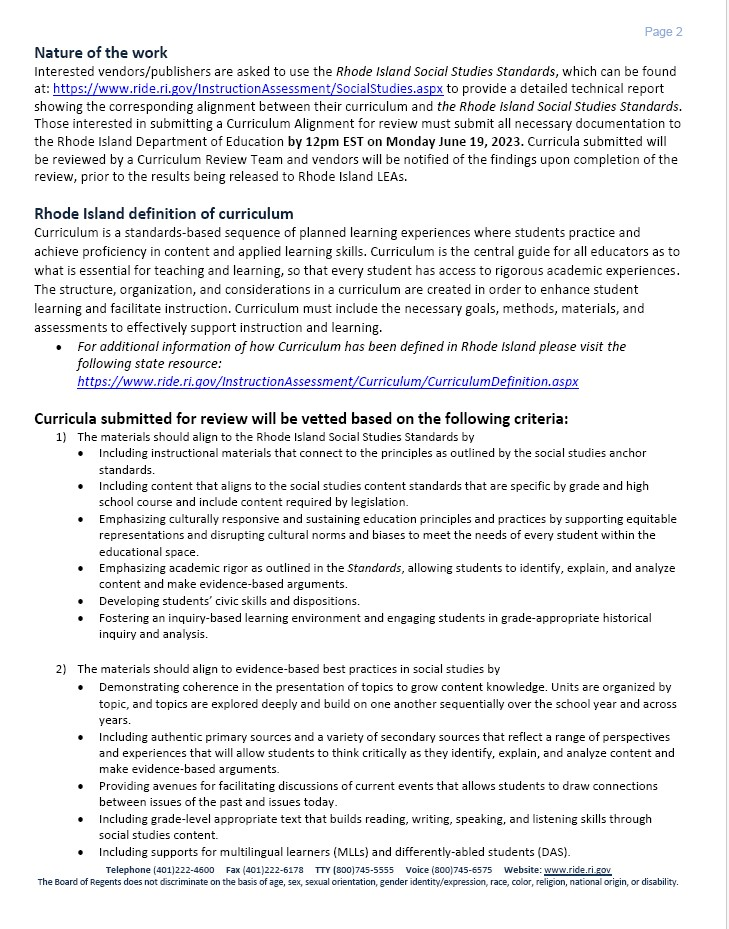 Page 2
Nature of the work
Interested vendors/publishers are asked to use the Rhode Island Social Studies Standards, which can be found
at: https://www.ride.ri.gov/InstructionAssessment/SocialStudies.aspx to provide a detailed technical report
showing the corresponding alignment between their curriculum and the Rhode Island Social Studies Standards.
Those interested in submitting a Curriculum Alignment for review must submit all necessary documentation to
the Rhode Island Department of Education by 12pm EST on Monday June 19, 2023. Curricula submitted will
be reviewed by a Curriculum Review Team and vendors will be notified of the findings upon completion of the
review, prior to the results being released to Rhode Island LEAs.
Rhode Island definition of curriculum
Curriculum is a standards-based sequence of planned learning experiences where students practice and
achieve proficiency in content and applied learning skills. Curriculum is the central guide for all educators as to
what is essential for teaching and learning, so that every student has access to rigorous academic experiences.
The structure, organization, and considerations in a curriculum are created in order to enhance student
learning and facilitate instruction. Curriculum must include the necessary goals, methods, materials, and
assessments to effectively support instruction and learning.
• For additional information of how Curriculum has been defined in Rhode Island please visit the
following state resource:
https://www.ride.ri.gov/InstructionAssessment/Curriculum/CurriculumDefinition.aspx
Curricula submitted for review will be vetted based on the following criteria:
1) The materials should align to the Rhode Island Social Studies Standards by
• Including instructional materials that connect to the principles as outlined by the social studies anchor
standards.
• Including content that aligns to the social studies content standards that are specific by grade and high
school course and include content required by legislation.
• Emphasizing culturally responsive and sustaining education principles and practices by supporting equitable
representations and disrupting cultural norms and biases to meet the needs of every student within the
educational space.
• Emphasizing academic rigor as outlined in the Standards, allowing students to identify, explain, and analyze
content and make evidence-based arguments.
• Developing students’ civic skills and dispositions.
• Fostering an inquiry-based learning environment and engaging students in grade-appropriate historical
inquiry and analysis.
2) The materials should align to evidence-based best practices in social studies by
• Demonstrating coherence in the presentation of topics to grow content knowledge. Units are organized by
topic, and topics are explored deeply and build on one another sequentially over the school year and across
years.
• Including authentic primary sources and a variety of secondary sources that reflect a range of perspectives
and experiences that will allow students to think critically as they identify, explain, and analyze content and
make evidence-based arguments.
• Providing avenues for facilitating discussions of current events that allows students to draw connections
between issues of the past and issues today.
• Including grade-level appropriate text that builds reading, writing, speaking, and listening skills through
social studies content.
• Including supports for multilingual learners (MLLs) and differently-abled students (DAS).
Telephone (401)222-4600 Fax (401)222-6178 TTY (800)745-5555 Voice (800)745-6575 Website: www.ride.ri.gov
The Board of Regents does not discriminate on the basis of age, sex, sexual orientation, gender identity/expression, race, color, religion, national origin, or disability.